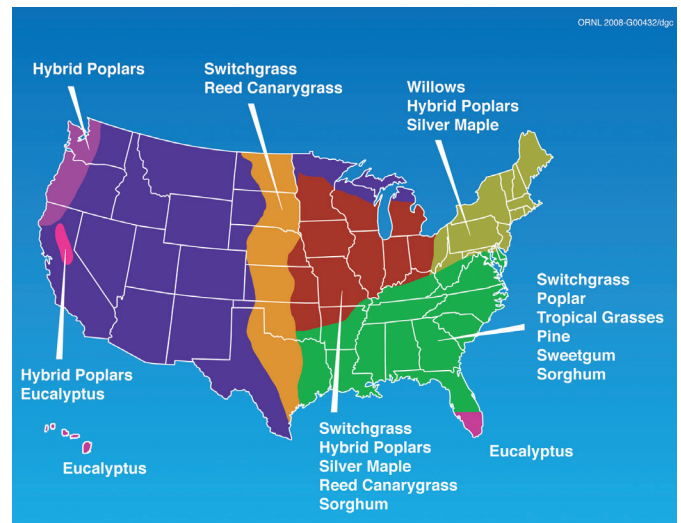 ORNL 2008-G00432/dgc
Hybrid Poplars
Switchgrass
Reed Canarygrass
Willows
Hybrid Poplars
Silver Maple
Switchgrass
Poplar
Tropical Grasses
Pine
Sweetgum
Sorghum
Hybrid Poplars
Eucalyptus
Eucalyptus
Switchgrass
Hybrid Poplars
Silver Maple
Reed Canarygrass
Sorghum
Eucalyptus